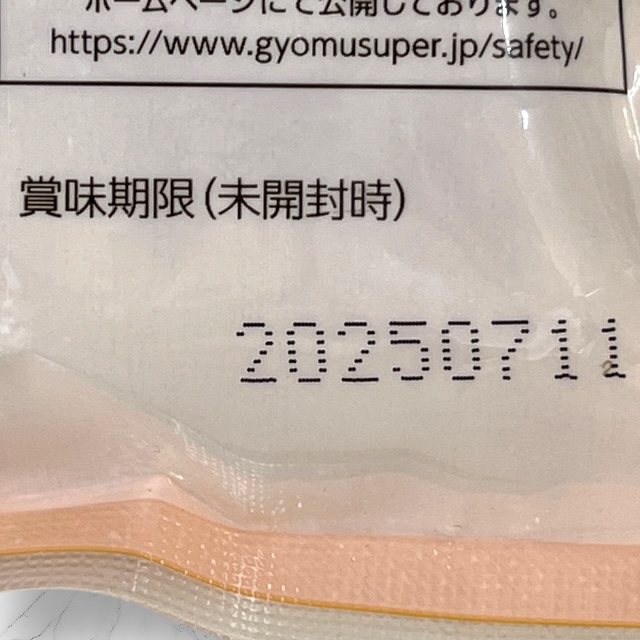 ホームページにて公開しております。
https://www.gyomusuper.jp/safety/
賞味期限(未開封時)
20250711